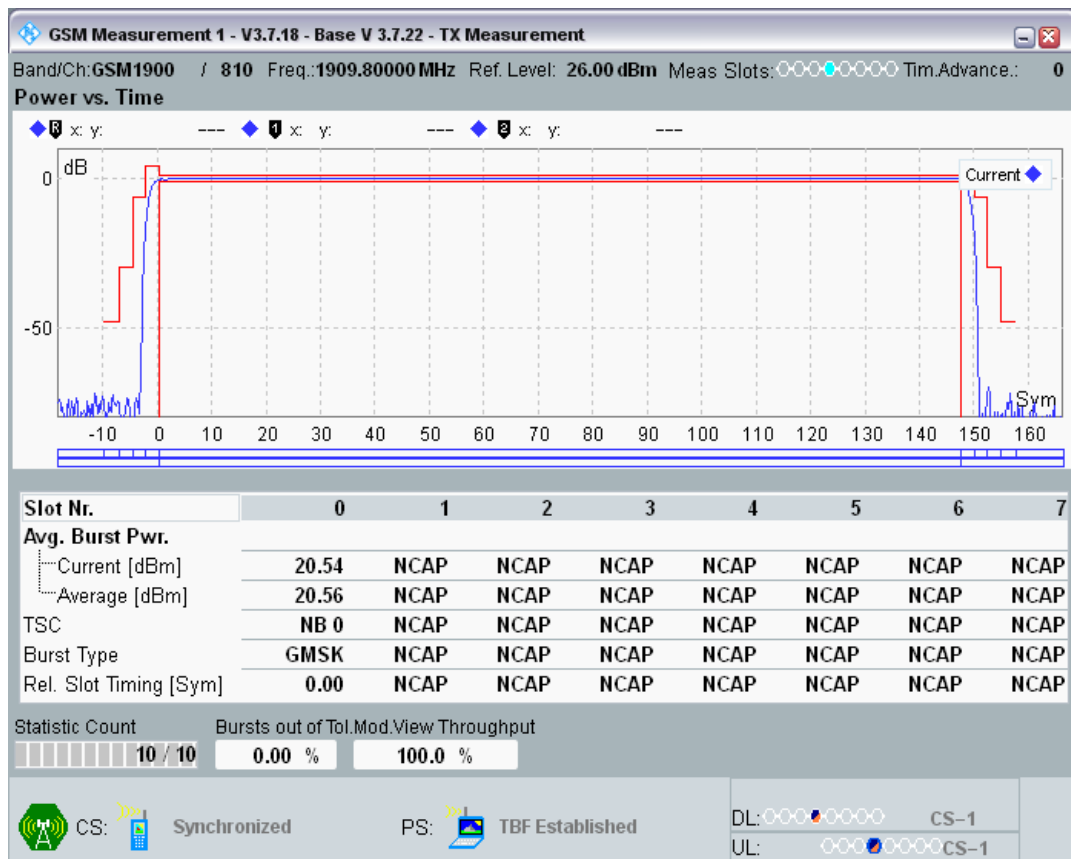 GSM Measurement 1 - V3.7.18 - Base V 3.7.22 - TX Measurement
Band/Ch:GSM1900 / 810 Freq.:1909.80000 MHz Ref. Level: 26.00 dBm Meas Slots: Tim.Advance.: 0
Power vs. Time
R x: y: --- 1 x: y: --- 2 x: y: ---
dB
Current
0
-50
Sym
-10 0 10 20 30 40 50 60 70 80 90 100 110 120 130 140 150 160
Slot Nr. 0 1 2 3 4 5 6 7
Avg. Burst Pwr.
Current [dBm] 20.54 NCAP NCAP NCAP NCAP NCAP NCAP NCAP
Average [dBm] 20.56 NCAP NCAP NCAP NCAP NCAP NCAP NCAP
TSC NB 0 NCAP NCAP NCAP NCAP NCAP NCAP NCAP
Burst Type GMSK NCAP NCAP NCAP NCAP NCAP NCAP NCAP
Rel. Slot Timing [Sym] 0.00 NCAP NCAP NCAP NCAP NCAP NCAP NCAP
Statistic Count Bursts out of Tol.Mod.View Throughput
10 / 10 0.00 % 100.0 %
CS: Synchronized PS: TBF Established
DL: CS-1
UL: CS-1